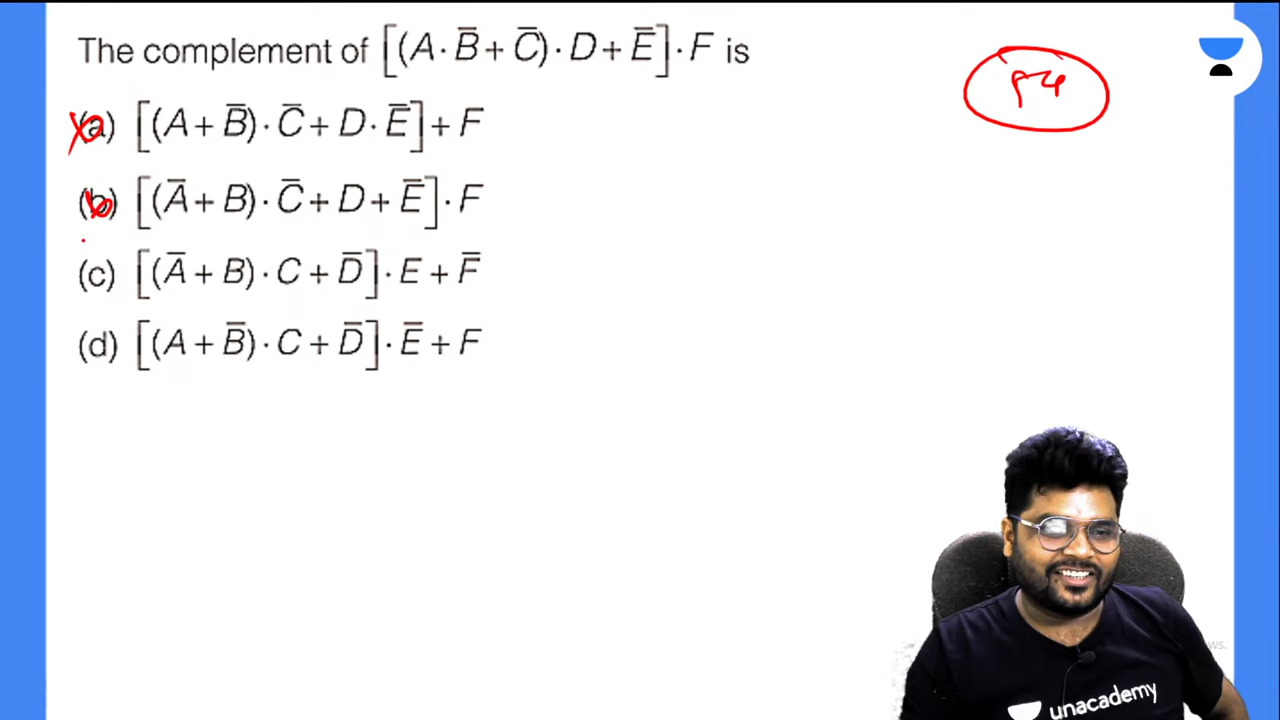 The complement of [(A · B̅ + C̅) · D + E̅] · F is
(a) [(A + B̅) · C̅ + D · E̅] + F
(b) [(A̅ + B) · C̅ + D + E̅] · F
(c) [(A̅ + B) · C + D̅] · E + F̅
(d) [(A + B̅) · C + D̅] · E̅ + F
unacademy